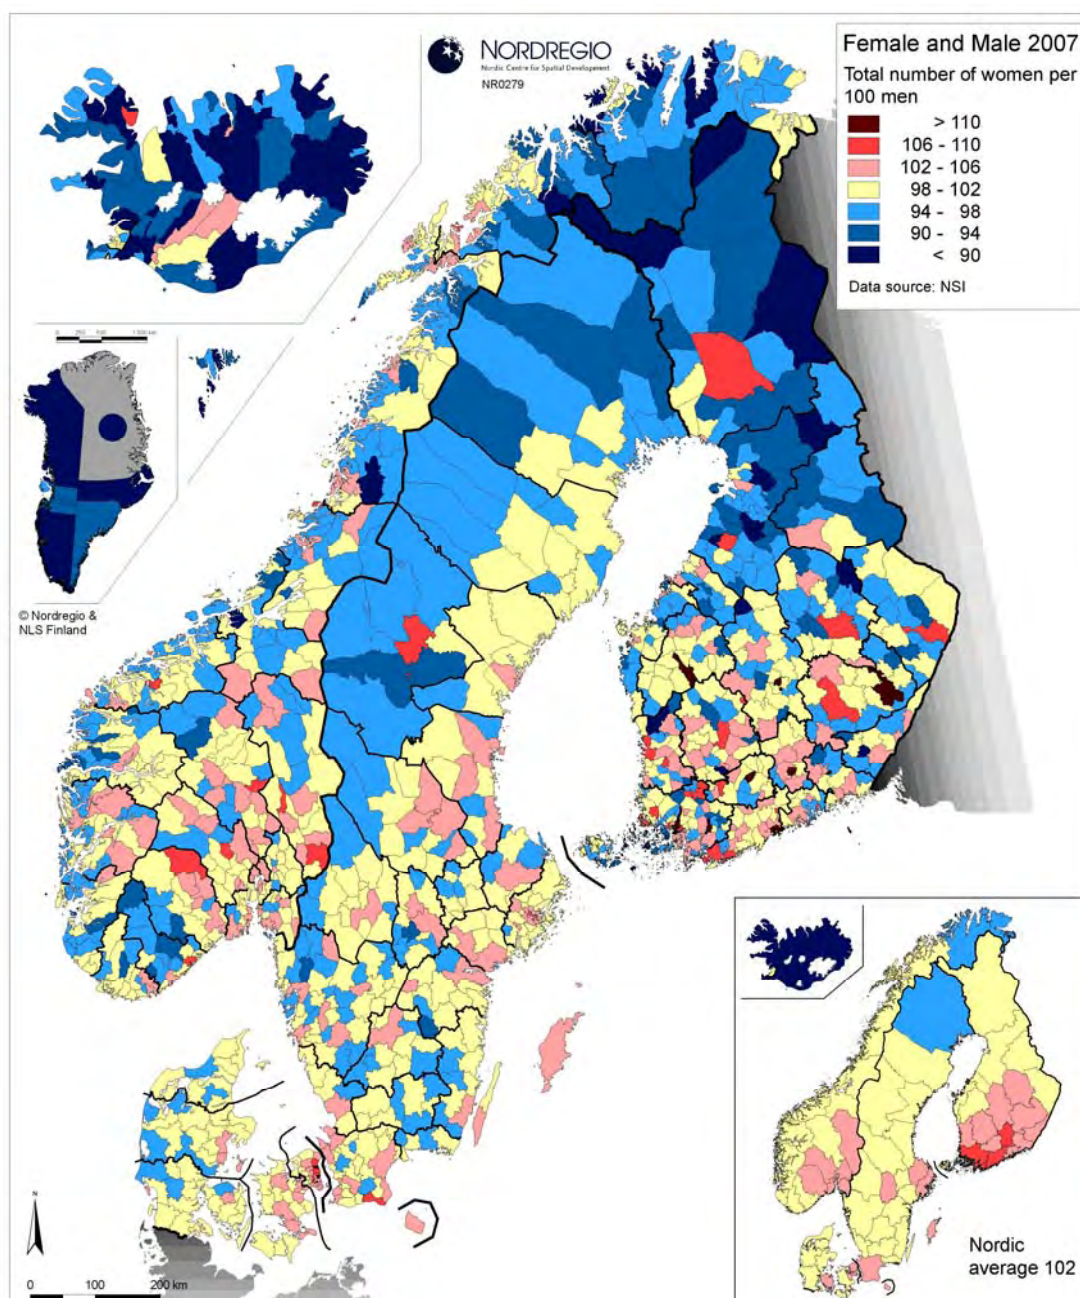 NORDREGIO
Nordic Centre for Spatial Development
NR0279
Female and Male 2007
Total number of women per
100 men
> 110
106 - 110
102 - 106
98 - 102
94 - 98
90 - 94
< 90
Data source: NSI
© Nordregio &
NLS Finland
N
0 100 200 km
Nordic
average 102